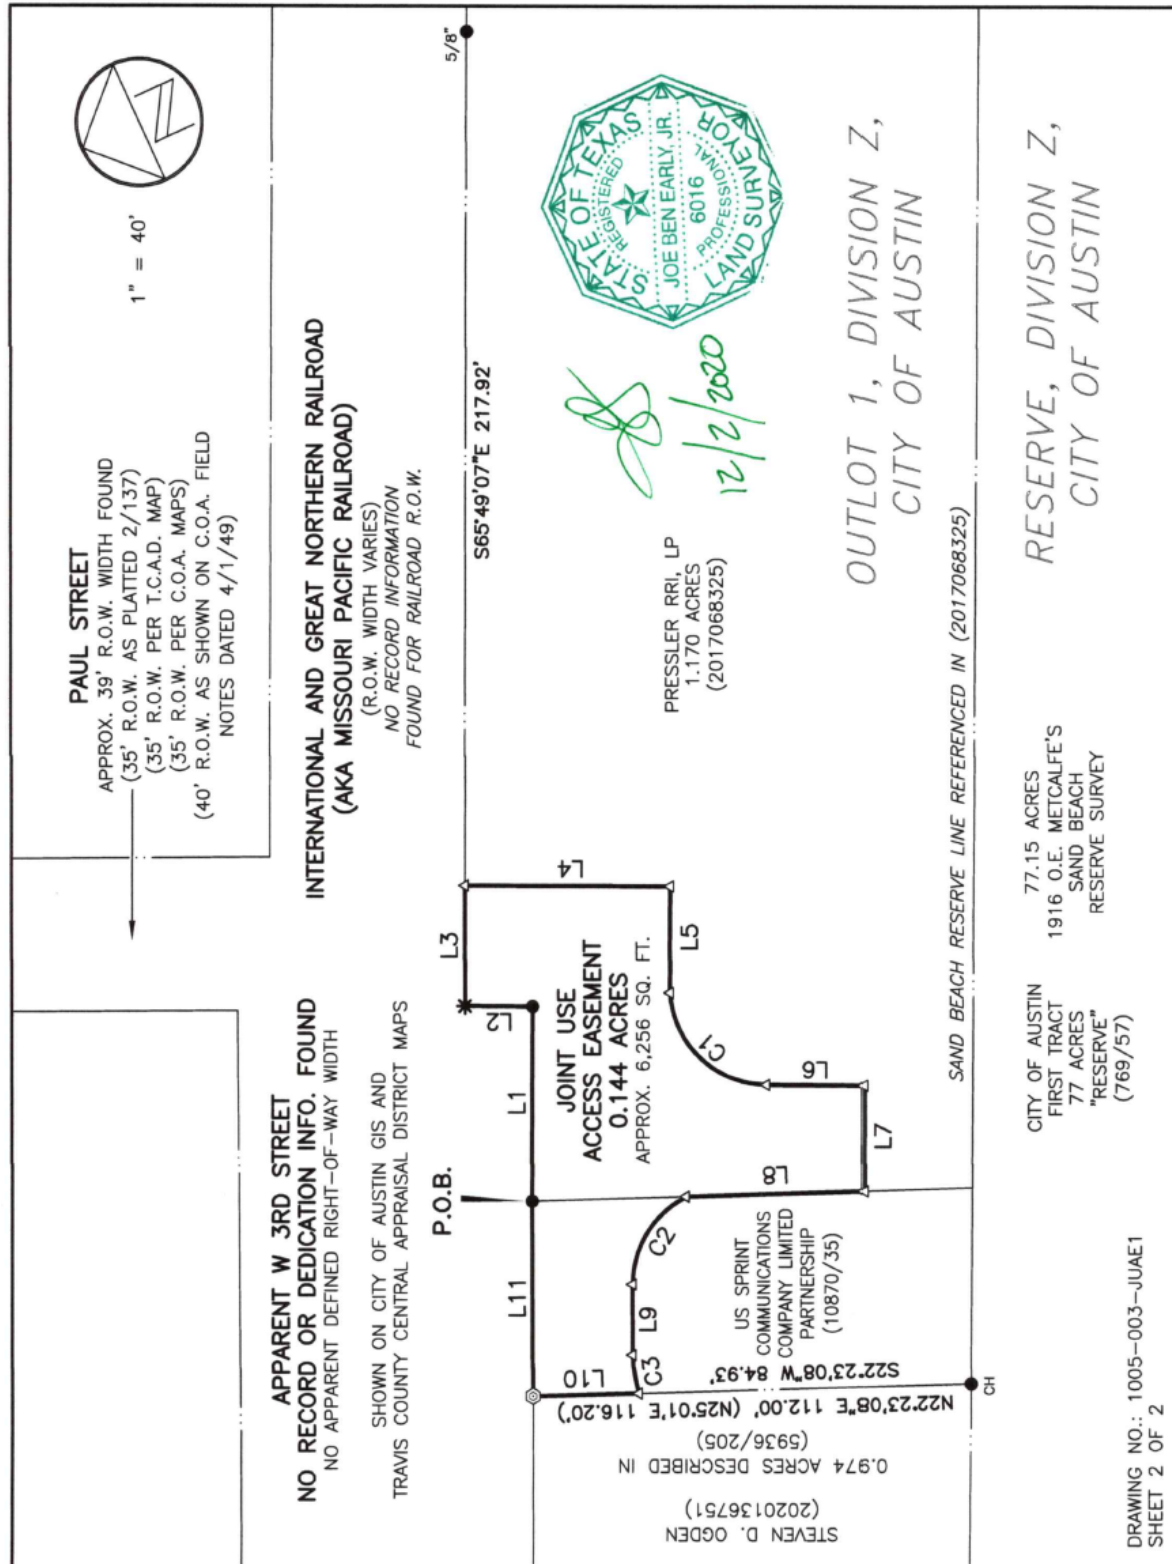 PAUL STREET
APPROX. 39' R.O.W. WIDTH FOUND
(35' R.O.W. AS PLATTED 2/137)
(35' R.O.W. PER T.C.A.D. MAP)
(35' R.O.W. PER C.O.A. MAPS)
(40' R.O.W. AS SHOWN ON C.O.A. FIELD
NOTES DATED 4/1/49)
1" = 40'
N
APPARENT W 3RD STREET
NO RECORD OR DEDICATION INFO. FOUND
NO APPARENT DEFINED RIGHT-OF-WAY WIDTH
SHOWN ON CITY OF AUSTIN GIS AND
TRAVIS COUNTY CENTRAL APPRAISAL DISTRICT MAPS
INTERNATIONAL AND GREAT NORTHERN RAILROAD
(AKA MISSOURI PACIFIC RAILROAD)
(R.O.W. WIDTH VARIES)
NO RECORD INFORMATION
FOUND FOR RAILROAD R.O.W.
P.O.B.
L11
L1
L2
L3
S65°49'07"E 217.92'
5/8"
L4
L5
C1
L6
L7
L8
C2
L9
C3
L10
JOINT USE
ACCESS EASEMENT
0.144 ACRES
APPROX. 6,256 SQ. FT.
STATE OF TEXAS
REGISTERED
JOE BEN EARLY, JR.
6016
PROFESSIONAL
LAND SURVEYOR
12/2/2020
PRESSLER RRI, LP
1.170 ACRES
(2017068325)
US SPRINT
COMMUNICATIONS
COMPANY LIMITED
PARTNERSHIP
(10870/35)
S22°23'08"W 84.93'
N22°23'08"E 112.00' (N25°01'E 116.20')
0.974 ACRES DESCRIBED IN
(5936/205)
STEVEN D. OGDEN
(2020136751)
CH
OUTLOT 1, DIVISION Z,
CITY OF AUSTIN
SAND BEACH RESERVE LINE REFERENCED IN (2017068325)
RESERVE, DIVISION Z,
CITY OF AUSTIN
CITY OF AUSTIN
FIRST TRACT
77 ACRES
"RESERVE"
(769/57)
77.15 ACRES
1916 O.E. METCALFE'S
SAND BEACH
RESERVE SURVEY
DRAWING NO.: 1005-003-JUAE1
SHEET 2 OF 2